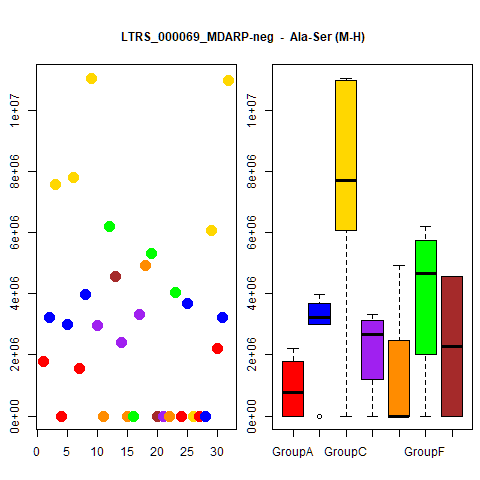 LTRS_000069_MDARP-neg - Ala-Ser (M-H)
1e+07
8e+06
6e+06
4e+06
2e+06
0e+00
0 5 10 15 20 25 30
1e+07
8e+06
6e+06
4e+06
2e+06
0e+00
GroupA GroupC GroupF